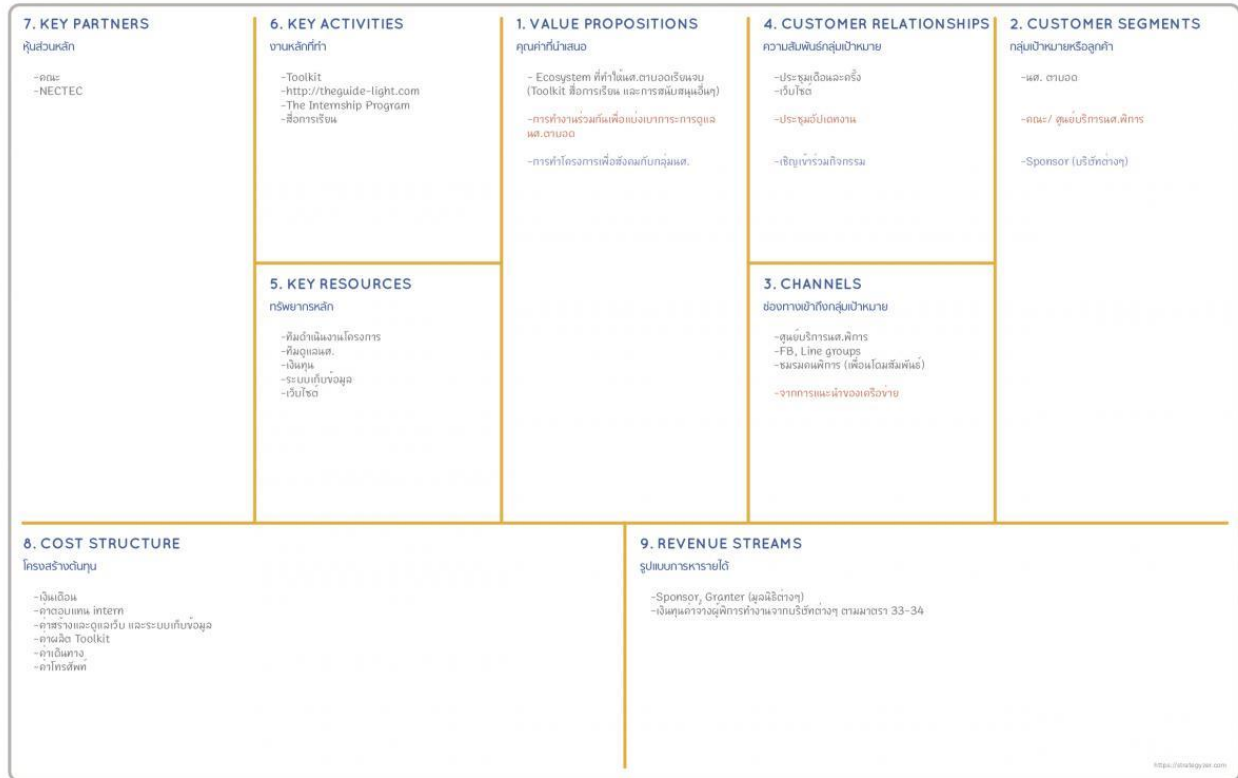 7. KEY PARTNERS
หุ้นส่วนหลัก
-คณะ
-NECTEC
6. KEY ACTIVITIES
งานหลักที่ทำ
-Toolkit
-http://theguide-light.com
-The Internship Program
-สื่อการเรียน
1. VALUE PROPOSITIONS
คุณค่าที่นำเสนอ
- Ecosystem ที่ทำให้นศ.ตาบอดเรียนจบ
(Toolkit สื่อการเรียน และการสนับสนุนอื่นๆ)
-การทำงานร่วมกันเพื่อแบ่งเบาภาระการดูแล
นศ.ตาบอด
-การทำโครงการเพื่อสังคมกับกลุ่มนศ.
4. CUSTOMER RELATIONSHIPS
ความสัมพันธ์กลุ่มเป้าหมาย
-ประชุมเดือนละครั้ง
-เว็บไซต์
-ประชุมอัปเดทงาน
-เชิญเข้าร่วมกิจกรรม
2. CUSTOMER SEGMENTS
กลุ่มเป้าหมายหรือลูกค้า
-นศ. ตาบอด
-คณะ/ ศูนย์บริการนศ.พิการ
-Sponsor (บริษัทต่างๆ)
5. KEY RESOURCES
ทรัพยากรหลัก
-ทีมดำเนินงานโครงการ
-ทีมดูแลนศ.
-เงินทุน
-ระบบเก็บข้อมูล
-เว็บไซต์
3. CHANNELS
ช่องทางเข้าถึงกลุ่มเป้าหมาย
-ศูนย์บริการนศ.พิการ
-FB, Line groups
-ชมรมคนพิการ (เพื่อนโดมสัมพันธ์)
-จากการแนะนำของเครือข่าย
8. COST STRUCTURE
โครงสร้างต้นทุน
-เงินเดือน
-ค่าตอบแทน intern
-ค่าสร้างและดูแลเว็บ และระบบเก็บข้อมูล
-ค่าผลิต Toolkit
-ค่าเดินทาง
-ค่าโทรศัพท์
9. REVENUE STREAMS
รูปแบบการหารายได้
-Sponsor, Granter (มูลนิธิต่างๆ)
-เงินทุนค่าจ้างผู้พิการทำงานจากบริษัทต่างๆ ตามมาตรา 33-34
https://strategyzer.com